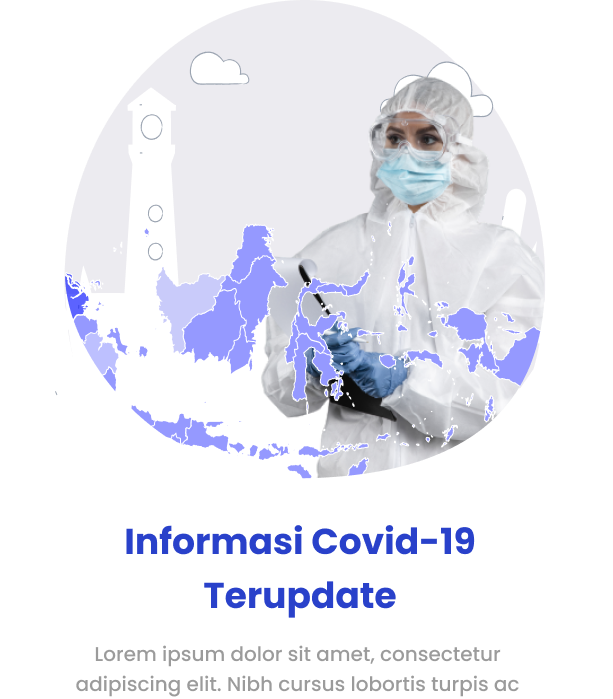 Informasi Covid-19
Terupdate
Lorem ipsum dolor sit amet, consectetur
adipiscing elit. Nibh cursus lobortis turpis ac